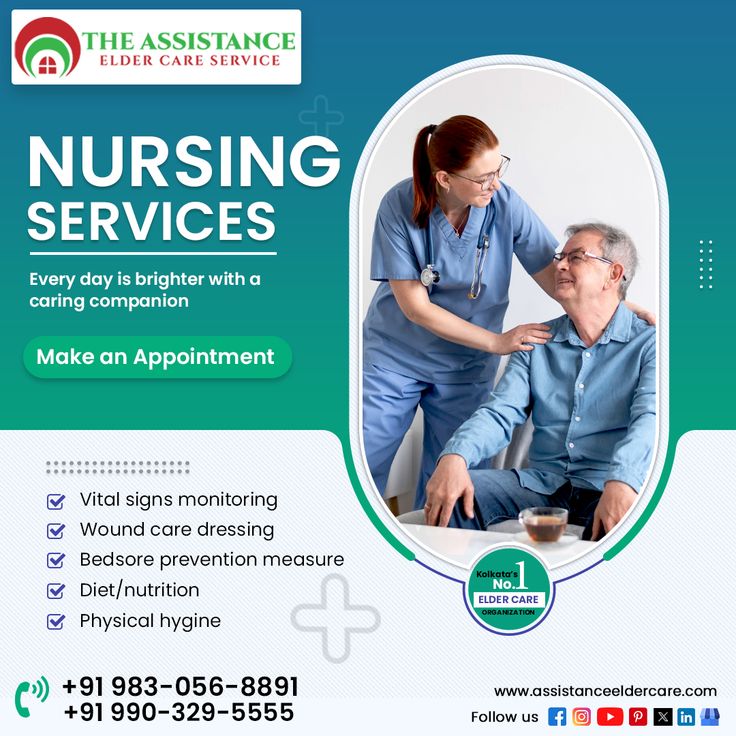 THE ASSISTANCE
ELDER CARE SERVICE
NURSING
SERVICES
Every day is brighter with a
caring companion
Make an Appointment
Vital signs monitoring
Wound care dressing
Bedsore prevention measure
Diet/nutrition
Physical hygine
Kolkata's
No.1
ELDER CARE
ORGANIZATION
+91 983-056-8891
+91 990-329-5555
www.assistanceeldercare.com
Follow us